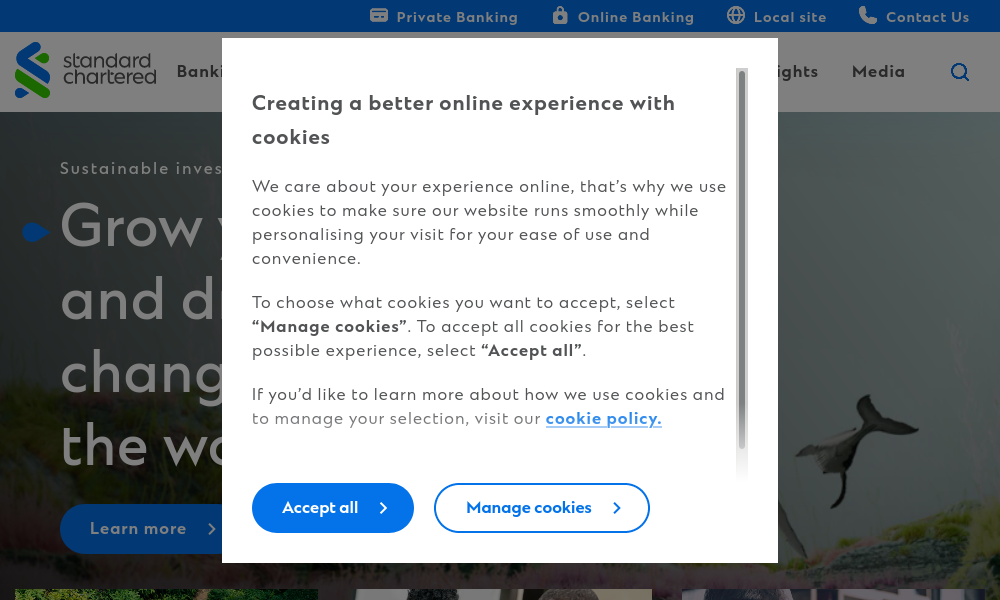 Private Banking
Online Banking
Local site
Contact Us
standard
chartered
Media
Creating a better online experience with
cookies
We care about your experience online, that’s why we use
cookies to make sure our website runs smoothly while
personalising your visit for your ease of use and
convenience.
To choose what cookies you want to accept, select
“Manage cookies”. To accept all cookies for the best
possible experience, select “Accept all”.
If you’d like to learn more about how we use cookies and
to manage your selection, visit our cookie policy.
Accept all
Manage cookies
Sustainable
Grow
and
the
Learn more